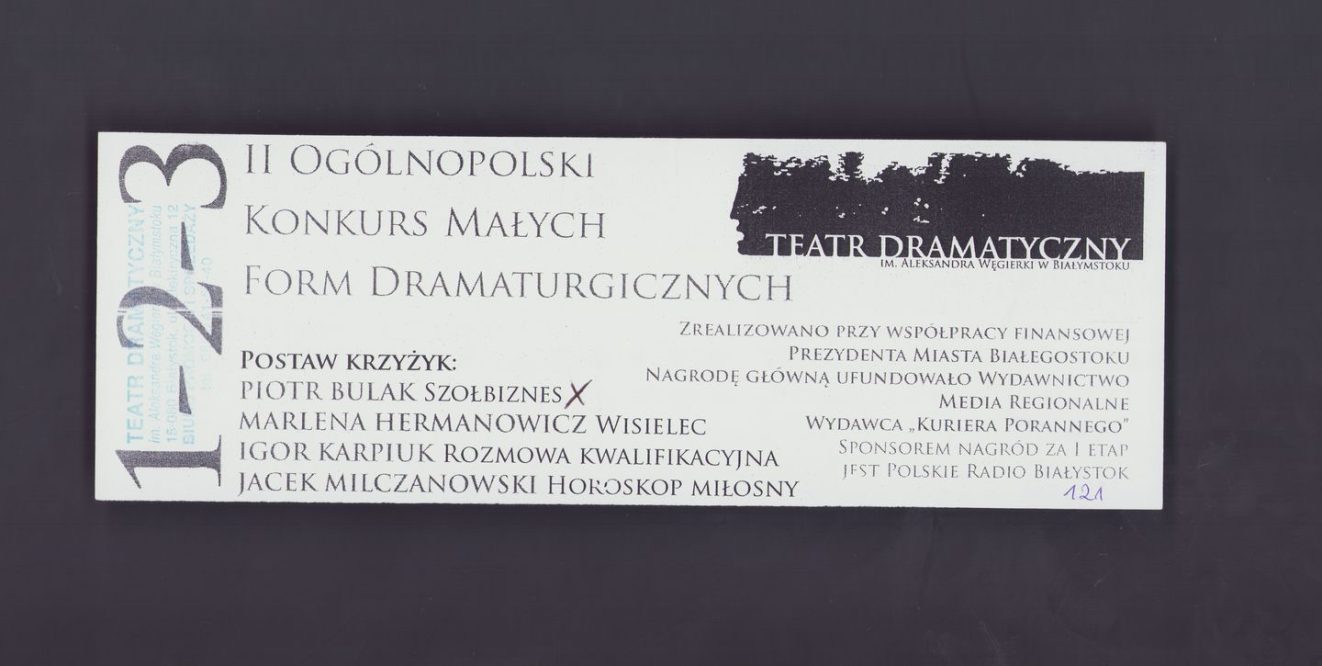 1-2-3
II Ogólnopolski
Konkurs Małych
Form Dramaturgicznych
TEATR DRAMATYCZNY
im. Aleksandra Węgierki w Białymstoku
Postaw krzyżyk:
PIOTR BULAK Szołbiznes X
MARLENA HERMANOWICZ Wisielec
IGOR KARPIUK Rozmowa kwalifikacyjna
JACEK MILCZANOWSKI Horoskop miłosny
Zrealizowano przy współpracy finansowej
Prezydenta Miasta Białegostoku
Nagrodę główną ufundowało Wydawnictwo
Media Regionalne
Wydawca „Kuriera Porannego”
Sponsorem nagród za I etap
jest Polskie Radio Białystok
121
TEATR DRAMATYCZNY
im. Aleksandra Węgierki w Białymstoku